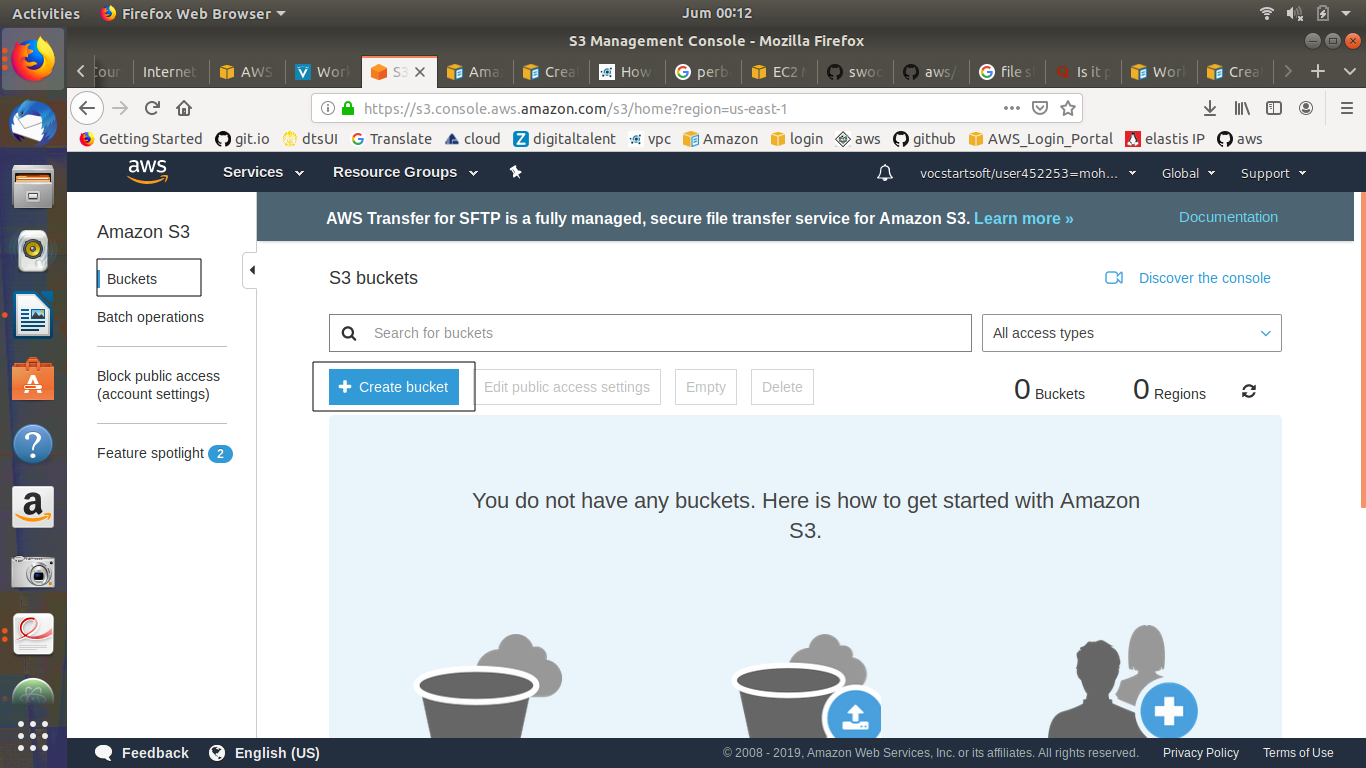 Activities
Firefox Web Browser
Jum 00:12
S3 Management Console - Mozilla Firefox
Cour
Internet
AWS
Work
S3
Ama
Crea
How
perb
EC2 M
swoo
aws/
file s
Is it p
Work
Crea
https://s3.console.aws.amazon.com/s3/home?region=us-east-1
Getting Started
git.io
dtsUI
Translate
cloud
digitaltalent
vpc
Amazon
login
aws
github
AWS_Login_Portal
elastis IP
aws
aws
Services
Resource Groups
vocstartsoft/user452253=moh...
Global
Support
Amazon S3
Buckets
Batch operations
Block public access
(account settings)
Feature spotlight 2
AWS Transfer for SFTP is a fully managed, secure file transfer service for Amazon S3. Learn more »
Documentation
S3 buckets
Discover the console
Search for buckets
All access types
+ Create bucket
Edit public access settings
Empty
Delete
0 Buckets
0 Regions
You do not have any buckets. Here is how to get started with Amazon
S3.
Feedback
English (US)
© 2008 - 2019, Amazon Web Services, Inc. or its affiliates. All rights reserved.
Privacy Policy
Terms of Use